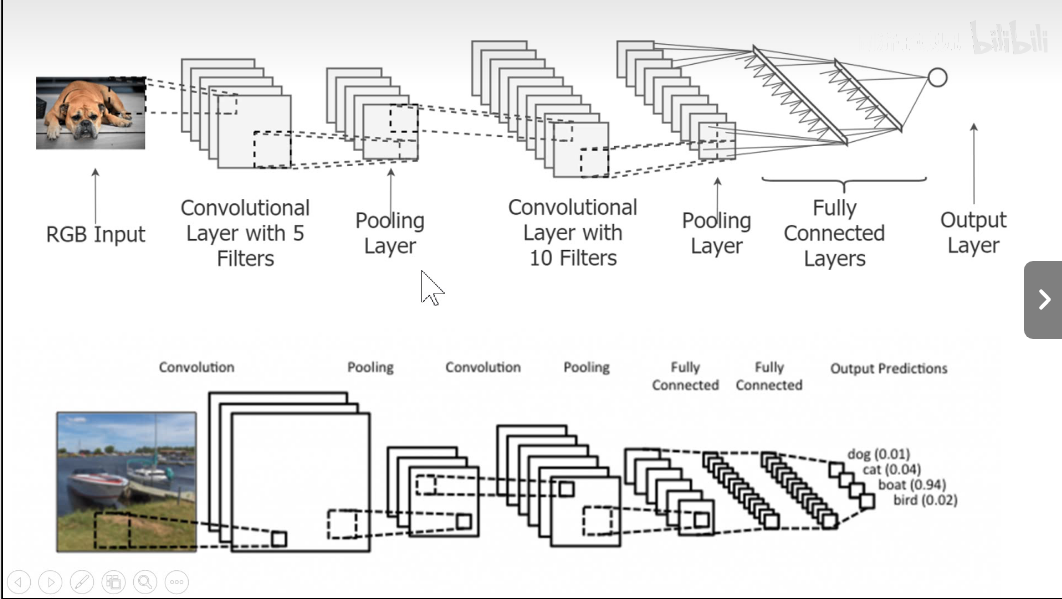 bilibili
RGB Input
Convolutional
Layer with 5
Filters
Pooling
Layer
Convolutional
Layer with
10 Filters
Pooling
Layer
Fully
Connected
Layers
Output
Layer
Convolution
Pooling
Convolution
Pooling
Fully
Connected
Fully
Connected
Output Predictions
dog (0.01)
cat (0.04)
boat (0.94)
bird (0.02)